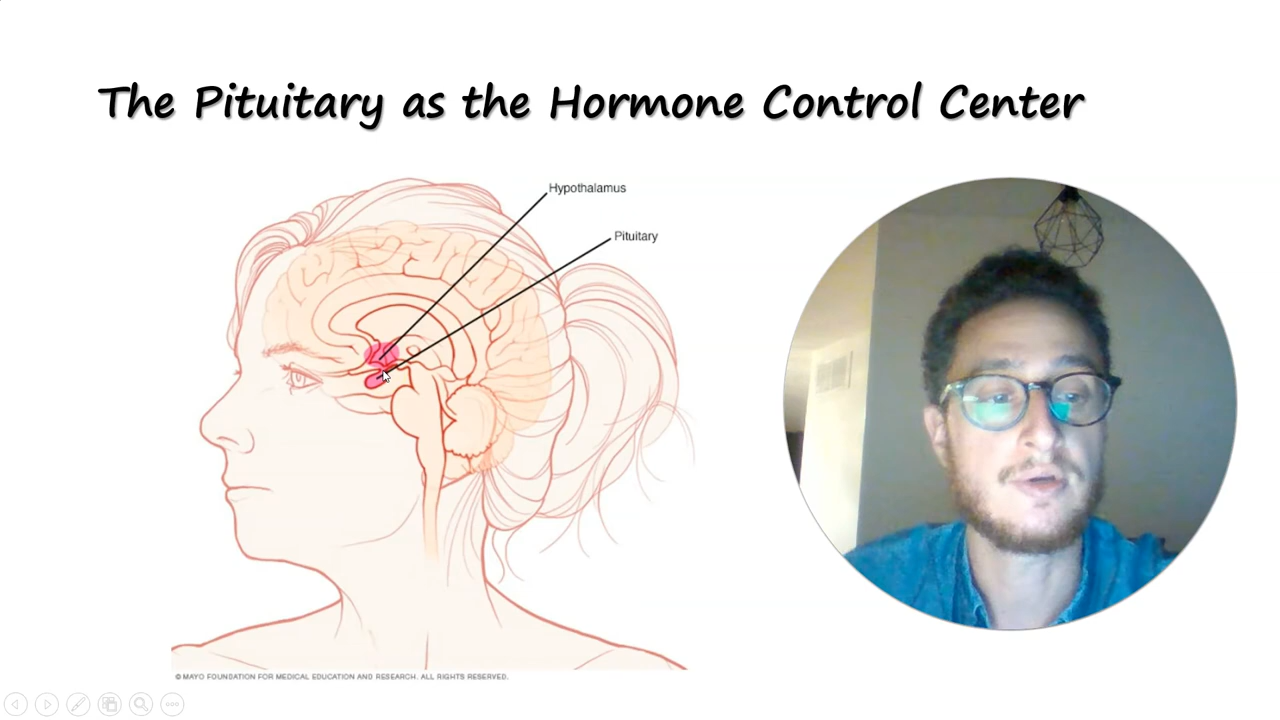 The Pituitary as the Hormone Control Center
Hypothalamus
Pituitary
© MAYO FOUNDATION FOR MEDICAL EDUCATION AND RESEARCH. ALL RIGHTS RESERVED.